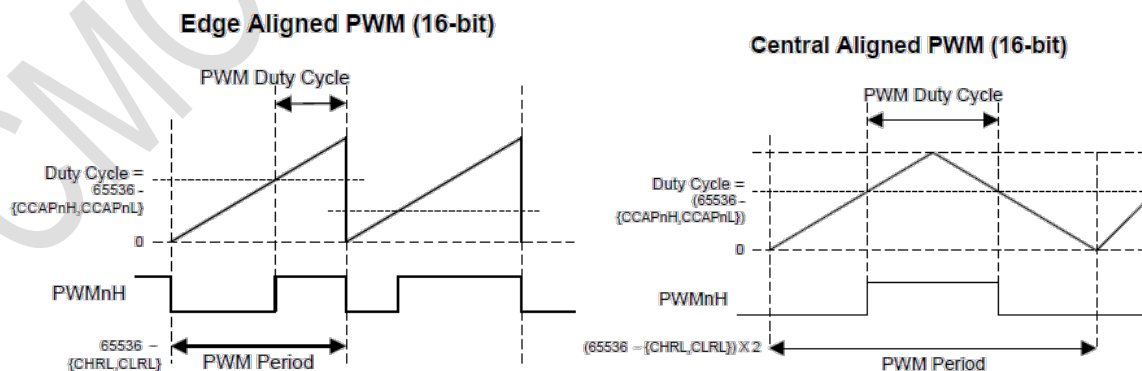 Edge Aligned PWM (16-bit)
PWM Duty Cycle
Duty Cycle =
65536 -
{CCAPnH,CCAPnL}
0
PWMnH
65536 -
{CHRL,CLRL}
PWM Period
Central Aligned PWM (16-bit)
PWM Duty Cycle
Duty Cycle =
(65536 -
{CCAPnH,CCAPnL})
0
PWMnH
(65536 - {CHRL,CLRL}) X 2
PWM Period